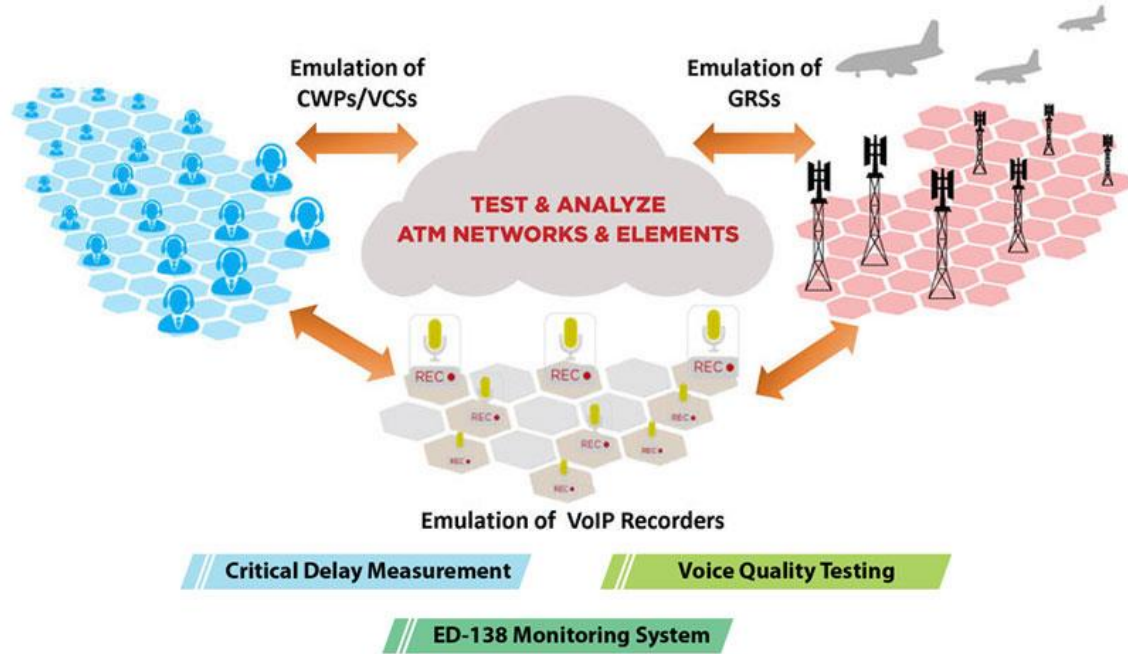 Emulation of
CWPs/VCSs
Emulation of
GRSs
TEST & ANALYZE
ATM NETWORKS & ELEMENTS
REC
REC
REC
REC
REC
REC
REC
REC
REC
Emulation of VoIP Recorders
Critical Delay Measurement
Voice Quality Testing
ED-138 Monitoring System